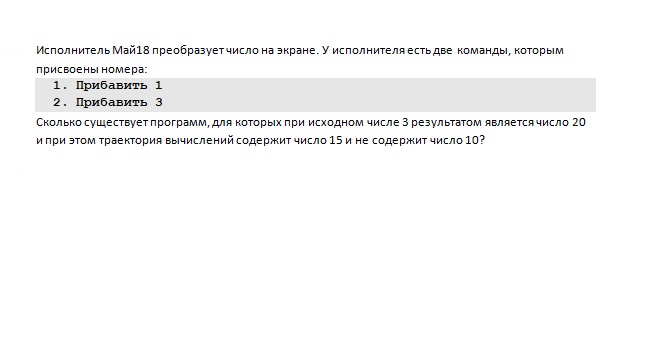 Исполнитель Май18 преобразует число на экране. У исполнителя есть две команды, которым
присвоены номера:
1. Прибавить 1
2. Прибавить 3
Сколько существует программ, для которых при исходном числе 3 результатом является число 20
и при этом траектория вычислений содержит число 15 и не содержит число 10?